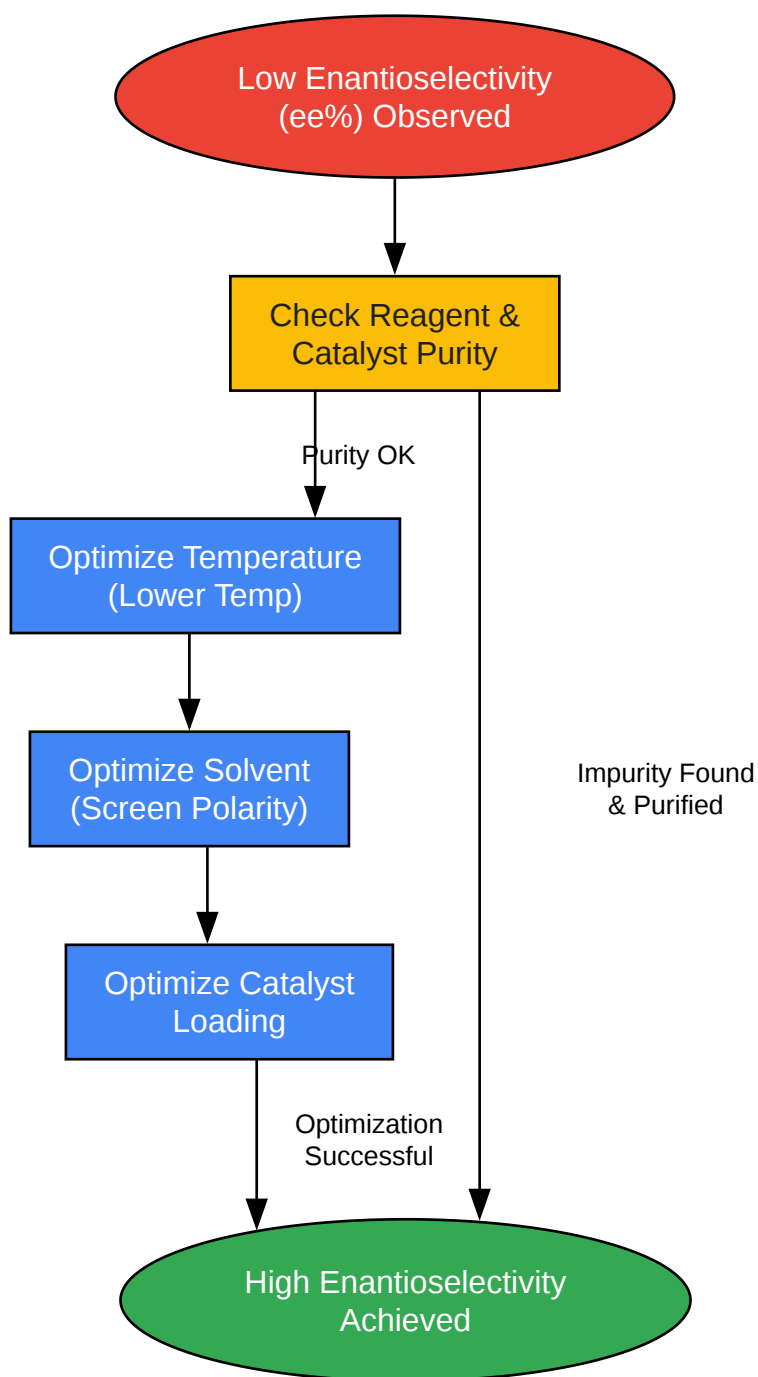 Low Enantioselectivity
(ee%) Observed
Check Reagent &
Catalyst Purity
Purity OK
Optimize Temperature
(Lower Temp)
Optimize Solvent
(Screen Polarity)
Impurity Found
& Purified
Optimize Catalyst
Loading
Optimization
Successful
High Enantioselectivity
Achieved